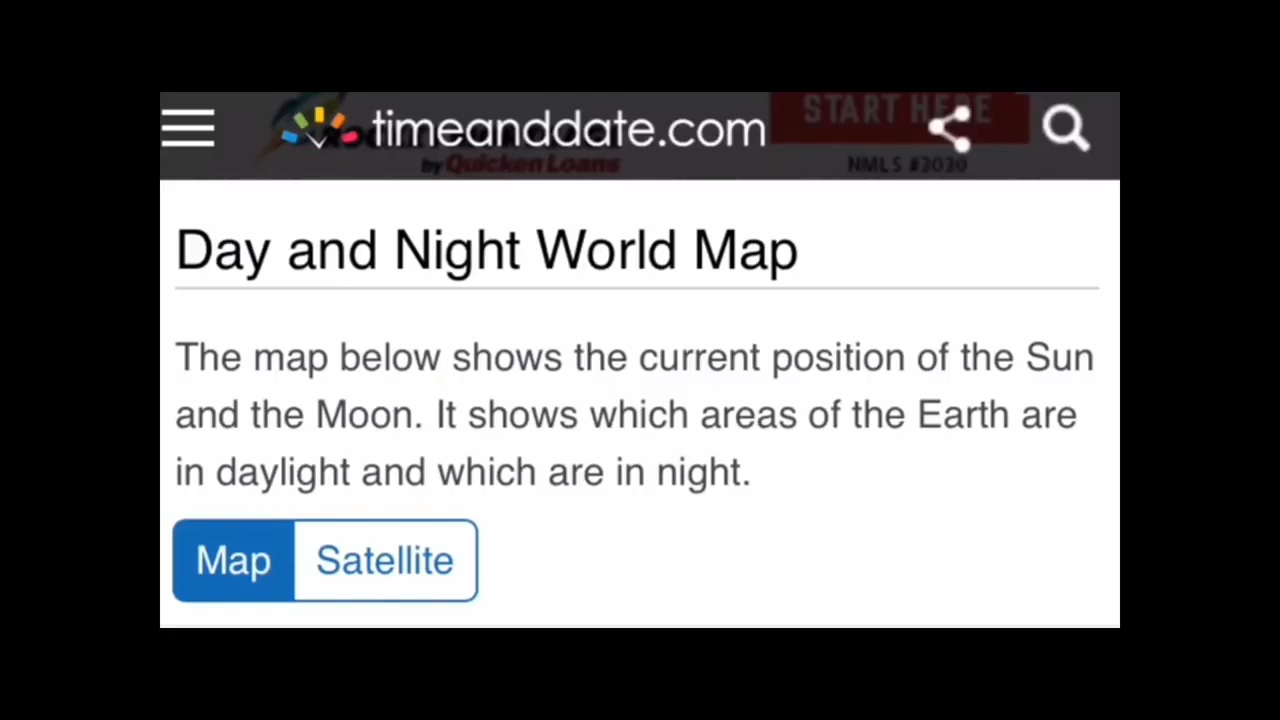 timeanddate.com
START HERE
by Quicken Loans
NMLS #3030
Day and Night World Map
The map below shows the current position of the Sun
and the Moon. It shows which areas of the Earth are
in daylight and which are in night.
Map Satellite